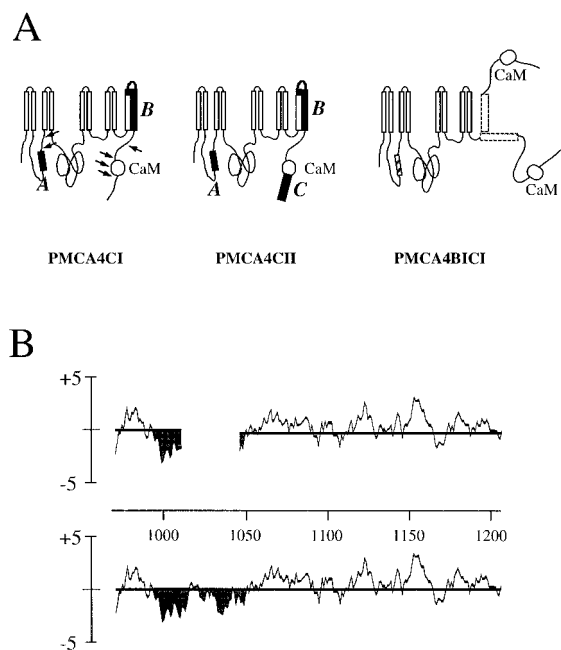 A
B
B
CaM
CaM
A
CaM
A
C
CaM
PMCA4CI
PMCA4CII
PMCA4BICI
B
+5
-5
1000
1050
1100
1150
1200
+5
-5